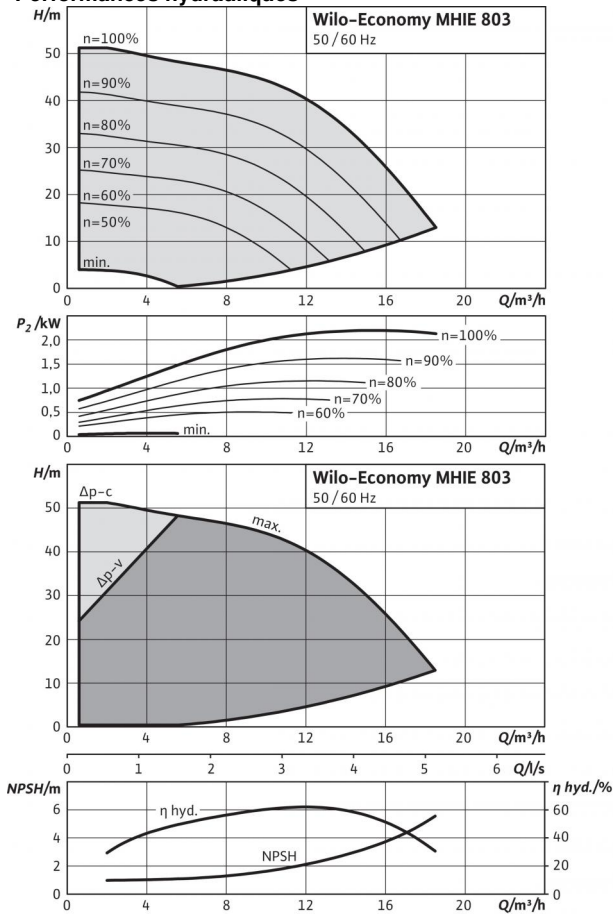 Performances hydrauliques
H/m
Wilo-Economy MHIE 803
50/60 Hz
n=100%
50
n=90%
40
n=80%
30
n=70%
20
n=60%
n=50%
10
min.
0
0 4 8 12 16 20 Q/m³/h
P₂/kW
2,0
n=100%
1,5
n=90%
1,0
n=80%
n=70%
0,5
n=60%
min.
0
0 4 8 12 16 20 Q/m³/h
H/m
Wilo-Economy MHIE 803
50/60 Hz
Δp-c
50
max.
40
Δp-v
30
20
10
0
0 4 8 12 16 20 Q/m³/h
0 1 2 3 4 5 6 Q/l/s
NPSH/m
η hyd./%
η hyd.
6 60
4 40
NPSH
2 20
0 0
0 4 8 12 16 20 Q/m³/h